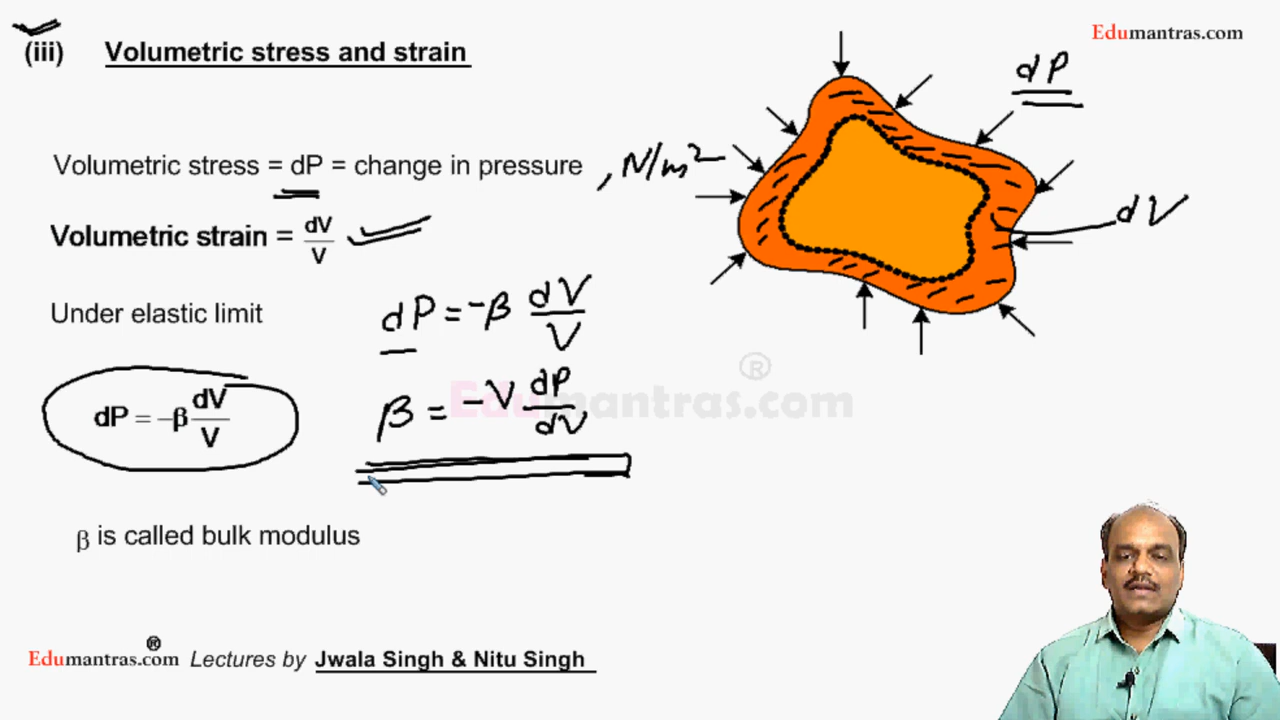 (iii) Volumetric stress and strain
Edumantras.com
dP
Volumetric stress = dP = change in pressure , N/m²
Volumetric strain = dV/V
dV
Under elastic limit
dP = -β dV/V
dP = -β dV/V
β = -V dP/dV
Edumantras.com ®
β is called bulk modulus
Edumantras.com ® Lectures by Jwala Singh & Nitu Singh